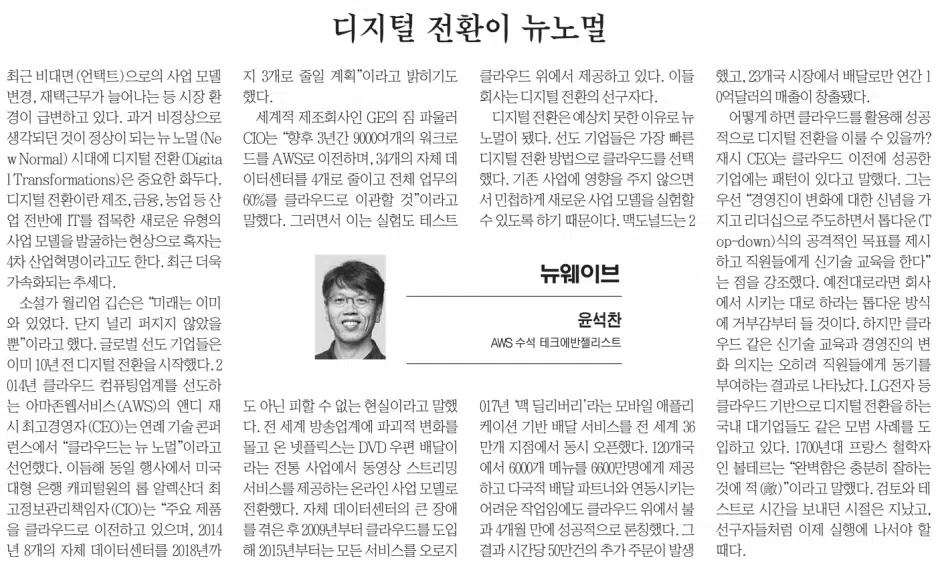 디지털 전환이 뉴노멀
최근 비대면(언택트)으로의 사업 모델
변경, 재택근무가 늘어나는 등 시장 환
경이 급변하고 있다. 과거 비정상으로
생각되던 것이 정상이 되는 뉴 노멀(Ne
w Normal) 시대에 디지털 전환(Digita
l Transformations)은 중요한 화두다.
디지털 전환이란 제조, 금융, 농업 등 산
업 전반에 IT를 접목한 새로운 유형의
사업 모델을 발굴하는 현상으로 혹자는
4차 산업혁명이라고도 한다. 최근 더욱
가속화되는 추세다.
소설가 윌리엄 깁슨은 “미래는 이미
와 있었다. 단지 널리 퍼지지 않았을
뿐”이라고 했다. 글로벌 선도 기업들은
이미 10년 전 디지털 전환을 시작했다. 2
014년 클라우드 컴퓨팅업계를 선도하
는 아마존웹서비스(AWS)의 앤디 재
시 최고경영자(CEO)는 연례 기술 콘퍼
런스에서 “클라우드는 뉴 노멀”이라고
선언했다. 이듬해 동일 행사에서 미국
대형 은행 캐피털원의 롭 알렉산더 최
고정보관리책임자(CIO)는 “주요 제품
을 클라우드로 이전하고 있으며, 2014
년 8개의 자체 데이터센터를 2018년까
지 3개로 줄일 계획”이라고 밝히기도
했다.
세계적 제조회사인 GE의 짐 파울러
CIO는 “향후 3년간 9000여개의 워크로
드를 AWS로 이전하며, 34개의 자체 데
이터센터를 4개로 줄이고 전체 업무의
60%를 클라우드로 이관할 것”이라고
말했다. 그러면서 이는 실험도 테스트
도 아닌 피할 수 없는 현실이라고 말했
다. 전 세계 방송업계에 파괴적 변화를
몰고 온 넷플릭스는 DVD 우편 배달이
라는 전통 사업에서 동영상 스트리밍
서비스를 제공하는 온라인 사업 모델로
전환했다. 자체 데이터센터의 큰 장애
를 겪은 후 2009년부터 클라우드를 도입
해 2015년부터는 모든 서비스를 오로지
클라우드 위에서 제공하고 있다. 이들
회사는 디지털 전환의 선구자다.
디지털 전환은 예상치 못한 이유로 뉴
노멀이 됐다. 선도 기업들은 가장 빠른
디지털 전환 방법으로 클라우드를 선택
했다. 기존 사업에 영향을 주지 않으면
서 민첩하게 새로운 사업 모델을 실험할
수 있도록 하기 때문이다. 맥도널드는 2
017년 ‘맥 딜리버리’라는 모바일 애플리
케이션 기반 배달 서비스를 전 세계 36
만개 지점에서 동시 오픈했다. 120개국
에서 6000개 메뉴를 6600만명에게 제공
하고 다국적 배달 파트너와 연동시키는
어려운 작업임에도 클라우드 위에서 불
과 4개월 만에 성공적으로 론칭했다. 그
결과 시간당 50만건의 추가 주문이 발생
했고, 23개국 시장에서 배달로만 연간 1
0억달러의 매출이 창출됐다.
어떻게 하면 클라우드를 활용해 성공
적으로 디지털 전환을 이룰 수 있을까?
재시 CEO는 클라우드 이전에 성공한
기업에는 패턴이 있다고 말했다. 그는
우선 “경영진이 변화에 대한 신념을 가
지고 리더십으로 주도하면서 톱다운(T
op-down)식의 공격적인 목표를 제시
하고 직원들에게 신기술 교육을 한다”
는 점을 강조했다. 예전대로라면 회사
에서 시키는 대로 하라는 톱다운 방식
에 거부감부터 들 것이다. 하지만 클라
우드 같은 신기술 교육과 경영진의 변
화 의지는 오히려 직원들에게 동기를
부여하는 결과로 나타났다. LG전자 등
클라우드 기반으로 디지털 전환을 하는
국내 대기업들도 같은 모범 사례를 도
입하고 있다. 1700년대 프랑스 철학자
인 볼테르는 “완벽함은 충분히 잘하는
것에 적(敵)”이라고 말했다. 검토와 테
스트로 시간을 보내던 시절은 지났고,
선구자들처럼 이제 실행에 나서야 할
때다.
뉴웨이브
윤석찬
AWS 수석 테크에반젤리스트